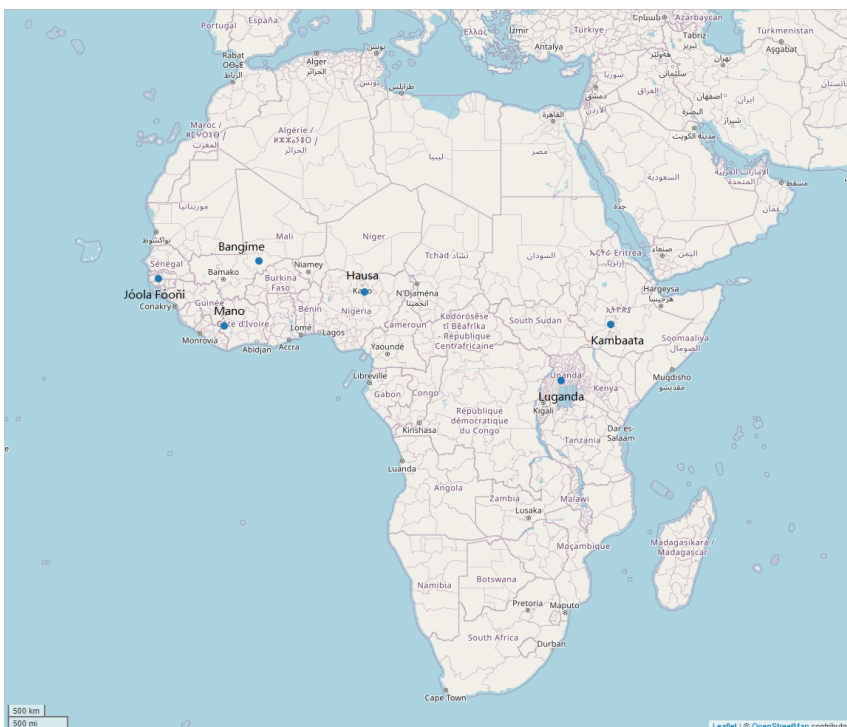 Portugal
España
Ελλάς
İzmir
Türkiye
Antalya
Երևան
Azərbaycan
Türkmenistan
Aşgabat
Tabriz
تبریز
Rabat
الرباط
Alger
الجزائر
تونس
تونس
طرابلس
دمشق
سوريا
العراق
الأردن
تهران
اصفهان
ایران
شیراز
البصرة
مدينة الكويت
القاهرة
مصر
ليبيا
Maroc /
المغرب
Algérie /
الجزائر
السعودية
جدة
الإمارات العربية
المتحدة
مسقط
عمان
صنعاء
اليمن
موريتانيا
نواكشوط
Mali
Niger
Tchad تشاد
السودان
ኤርትራ Eritrea
إرتريا
Bangime
Sénégal
Bamako
Burkina
Faso
Niamey
Hausa
Kano
N'Djaména
انجمينا
Hargeysa
هرجيسا
Jóola Fóoñi
Conakry
Guinée
Mano
Côte d'Ivoire
Bénin
Nigeria
Monrovia
Abidjan
Accra
Lomé
Lagos
Cameroun
Ködörösêse
tî Bêafrîka
- République
Centrafricaine
South Sudan
ኢትዮጵያ
Kambaata
Soomaaliya
الصومال
Yaoundé
Libreville
Gabon
Congo
Uganda
Luganda
Kenya
Kigali
Muqdisho
مقديشو
République
démocratique
du Congo
Kinshasa
Tanzania
Dar es-
Salaam
Luanda
Angola
Zambia
Malawi
Lusaka
Moçambique
Madagasikara /
Madagascar
Namibia
Botswana
Pretoria
Maputo
South Africa
Durban
Cape Town
500 km
500 mi
Leaflet | © OpenStreetMap contributo